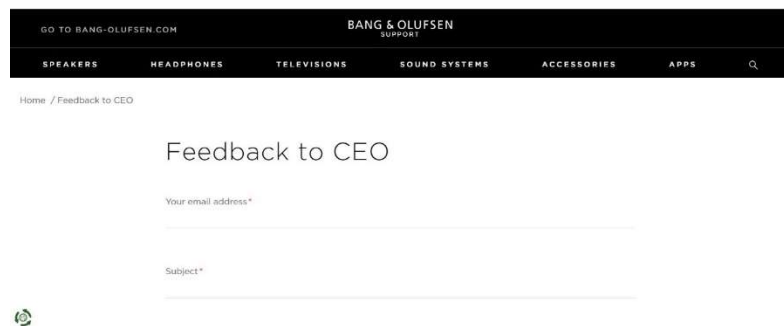 GO TO BANG-OLUFSEN.COM
BANG & OLUFSEN
SUPPORT
SPEAKERS HEADPHONES TELEVISIONS SOUND SYSTEMS ACCESSORIES APPS
Home / Feedback to CEO
Feedback to CEO
Your email address*
Subject*